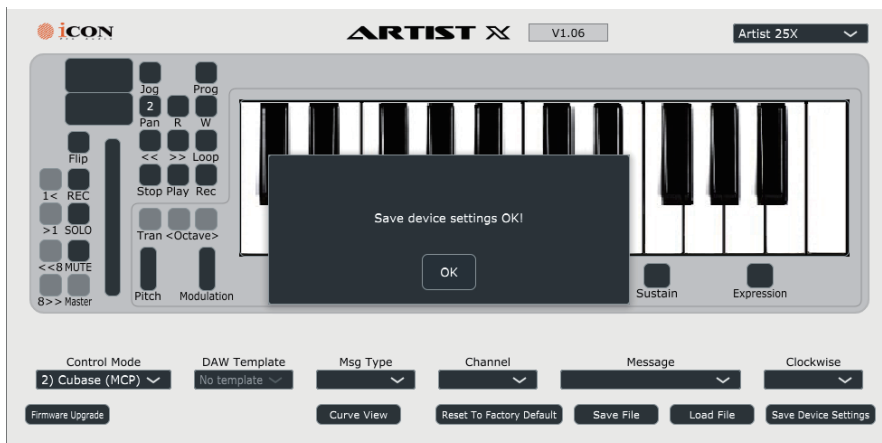 iCON
ARTIST X
V1.06
Artist 25X
Jog Prog
2
Pan R W
Flip << >> Loop
1< REC Stop Play Rec
>1 SOLO
Tran <Octave>
<<8 MUTE
8>> Master
Pitch Modulation
Save device settings OK!
OK
Sustain Expression
Control Mode DAW Template Msg Type Channel Message Clockwise
2) Cubase (MCP) No template
Firmware Upgrade Curve View Reset To Factory Default Save File Load File Save Device Settings